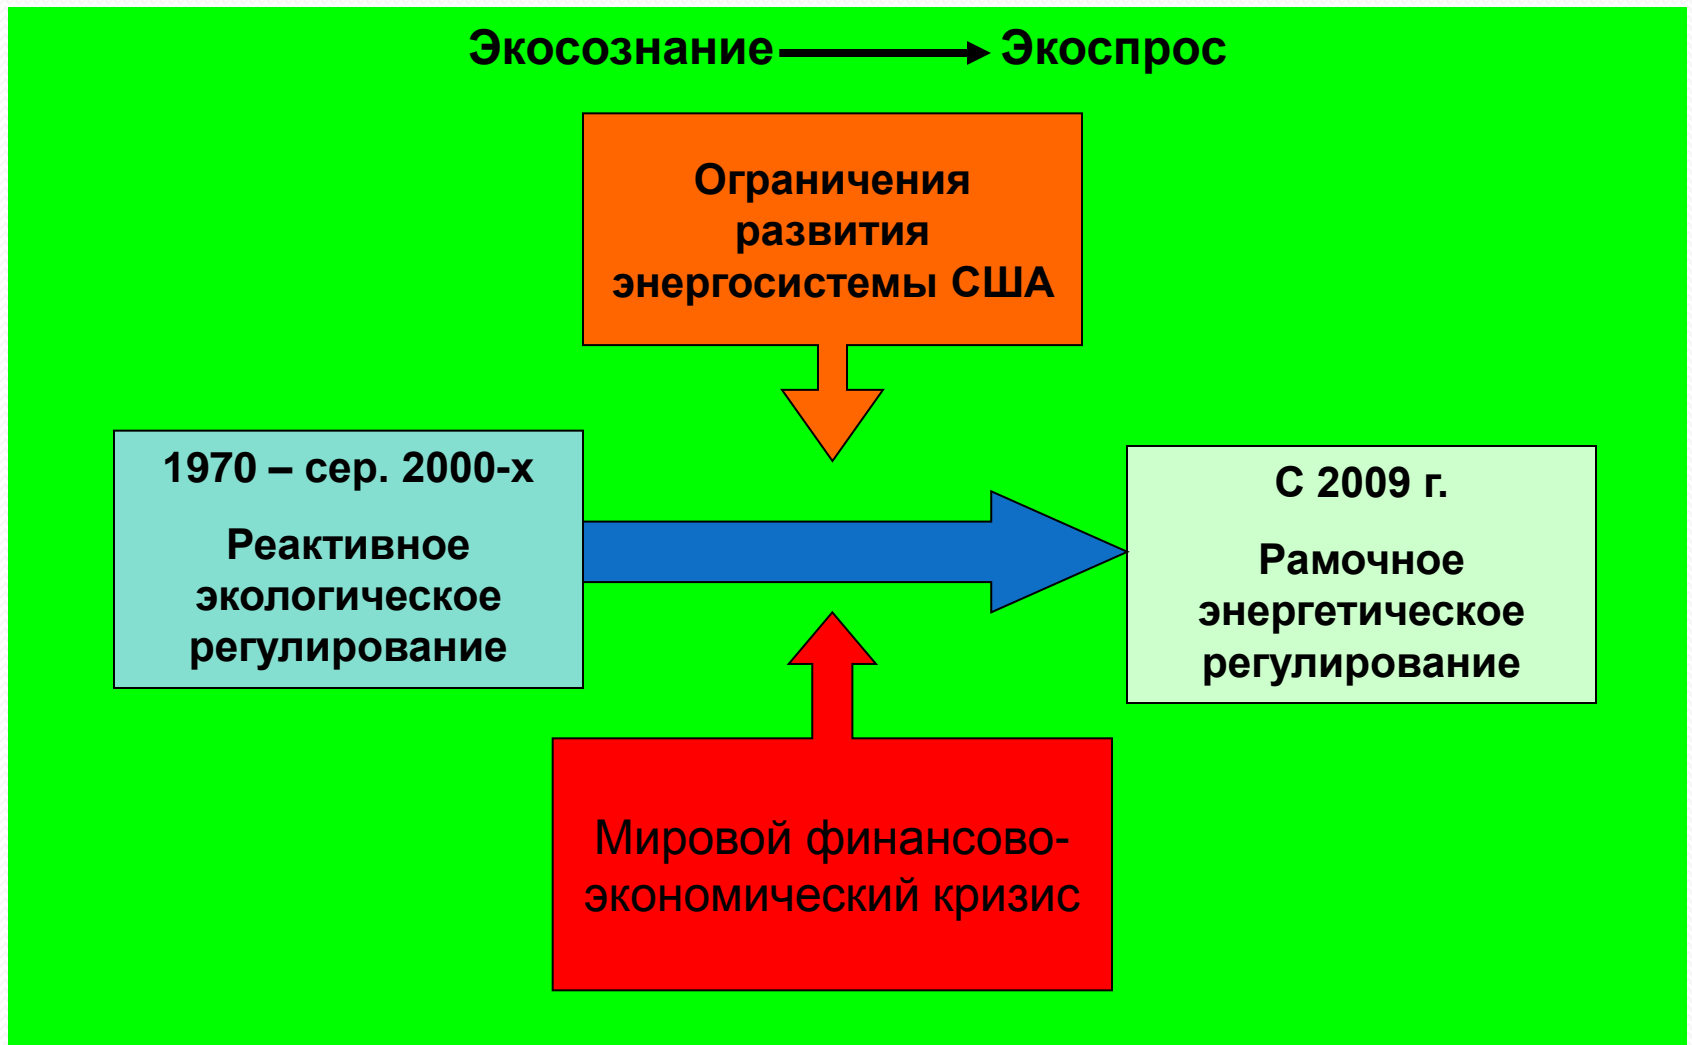 Экосознание Экоспрос
Ограничения
развития
энергосистемы США
1970 – сер. 2000-х
Реактивное
экологическое
регулирование
С 2009 г.
Рамочное
энергетическое
регулирование
Мировой финансово-
экономический кризис